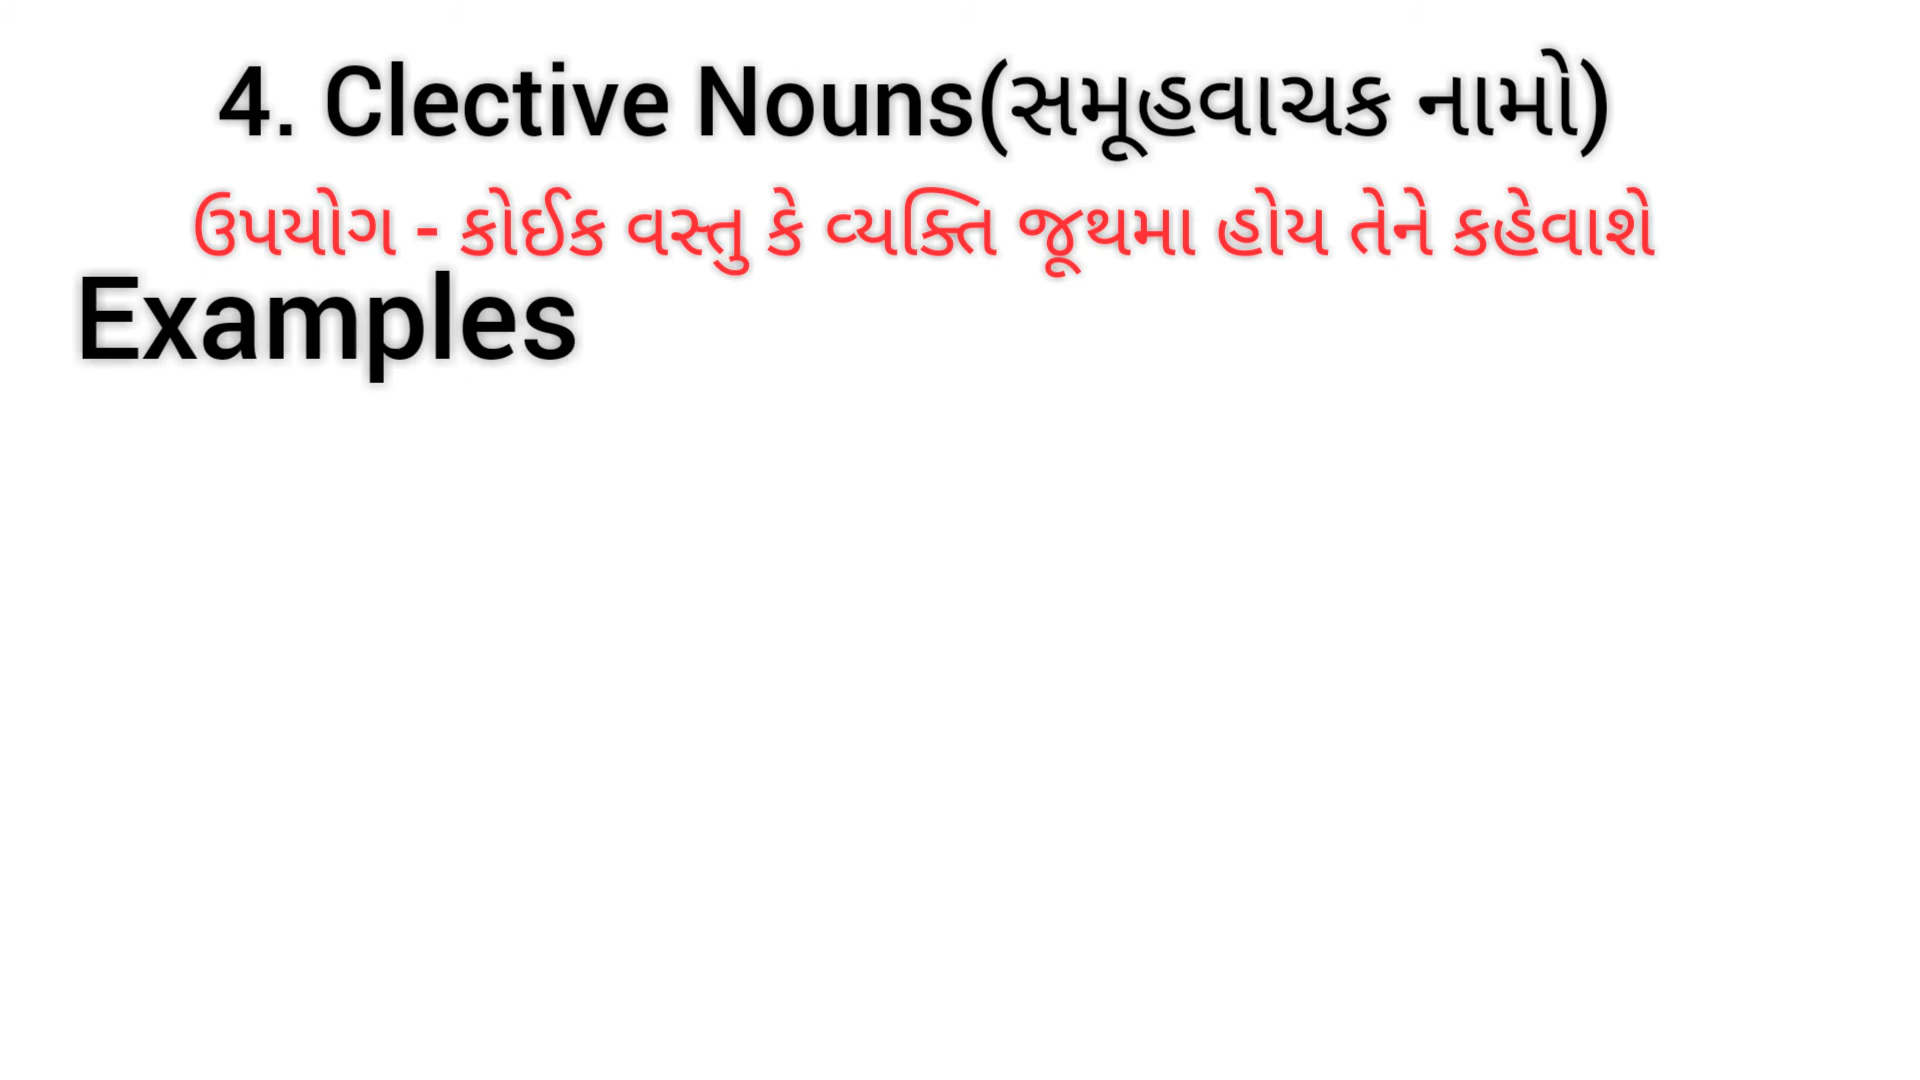 4. Clective Nouns(સમૂહવાચક નામો)
ઉપયોગ - કોઈક વસ્તુ કે વ્યક્તિ જૂથમા હોય તેને કહેવાશે
Examples